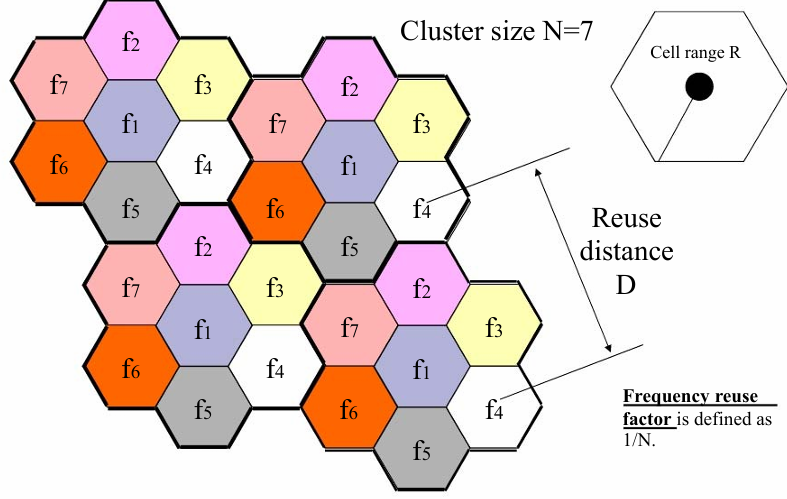 Cluster size N=7
Cell range R
f2
f7
f3
f1
f6
f4
f5
f2
f7
f3
f1
f6
f4
f5
f2
f7
f3
f1
f6
f4
f5
f2
f7
f3
f1
f6
f4
f5
Reuse
distance
D
Frequency reuse
factor is defined as
1/N.